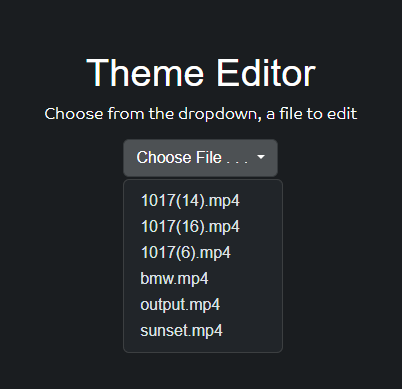 Theme Editor
Choose from the dropdown, a file to edit
Choose File . . .
1017(14).mp4
1017(16).mp4
1017(6).mp4
bmw.mp4
output.mp4
sunset.mp4